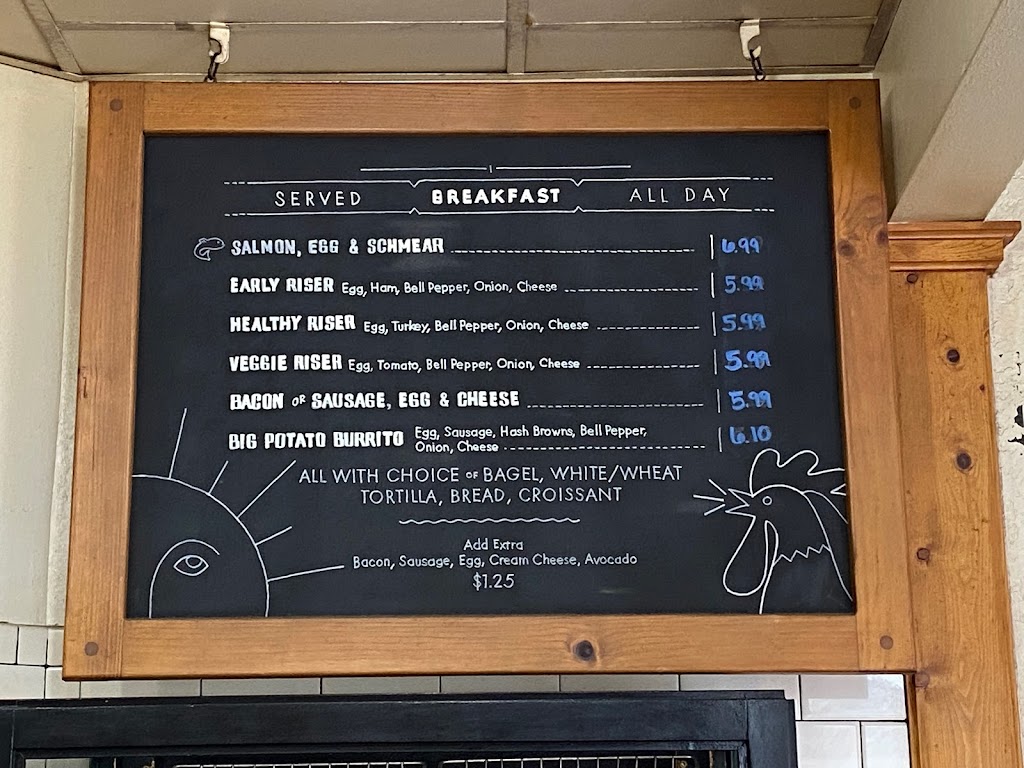 SERVED BREAKFAST ALL DAY
SALMON, EGG & SCHMEAR 6.99
EARLY RISER Egg, Ham, Bell Pepper, Onion, Cheese 5.99
HEALTHY RISER Egg, Turkey, Bell Pepper, Onion, Cheese 5.99
VEGGIE RISER Egg, Tomato, Bell Pepper, Onion, Cheese 5.99
BACON OR SAUSAGE, EGG & CHEESE 5.99
BIG POTATO BURRITO Egg, Sausage, Hash Browns, Bell Pepper,
Onion, Cheese 6.10
ALL WITH CHOICE OF BAGEL, WHITE/WHEAT
TORTILLA, BREAD, CROISSANT
Add Extra
Bacon, Sausage, Egg, Cream Cheese, Avocado
$1.25